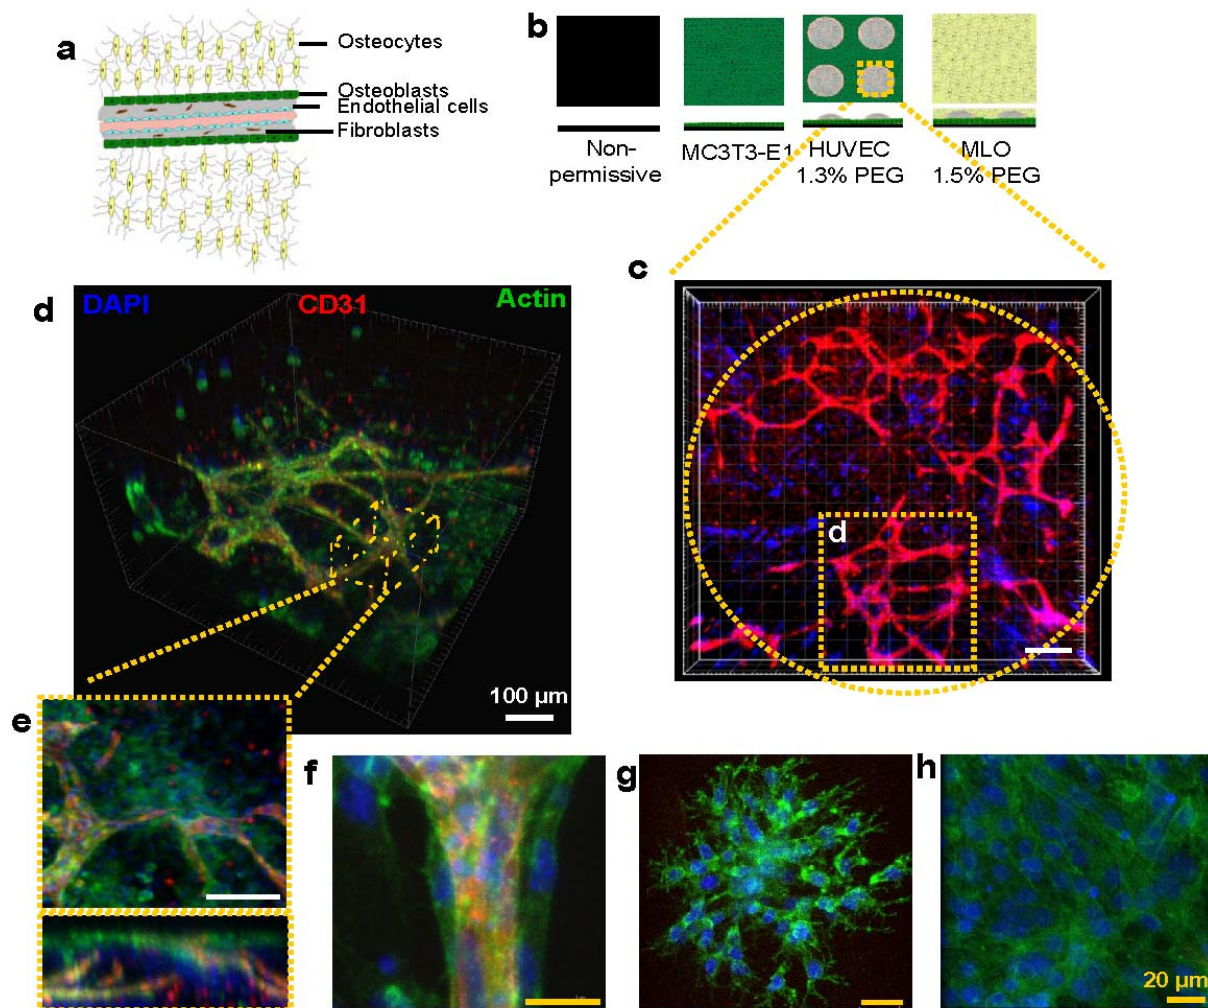 a
Osteocytes
Osteoblasts
Endothelial cells
Fibroblasts
b
Non-
permissive
MC3T3-E1
HUVEC
1.3% PEG
MLO
1.5% PEG
c
d
d
DAPI
CD31
Actin
100 µm
e
f
g
h
20 µm